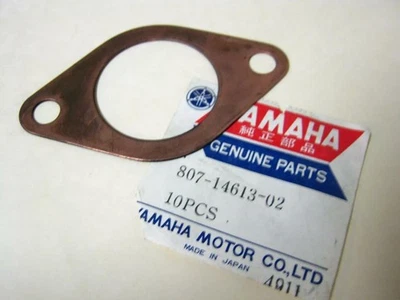 YAMAHA
純正部品
GENUINE PARTS
807-14613-02
10PCS
YAMAHA MOTOR CO.,LTD
MADE IN JAPAN
4911